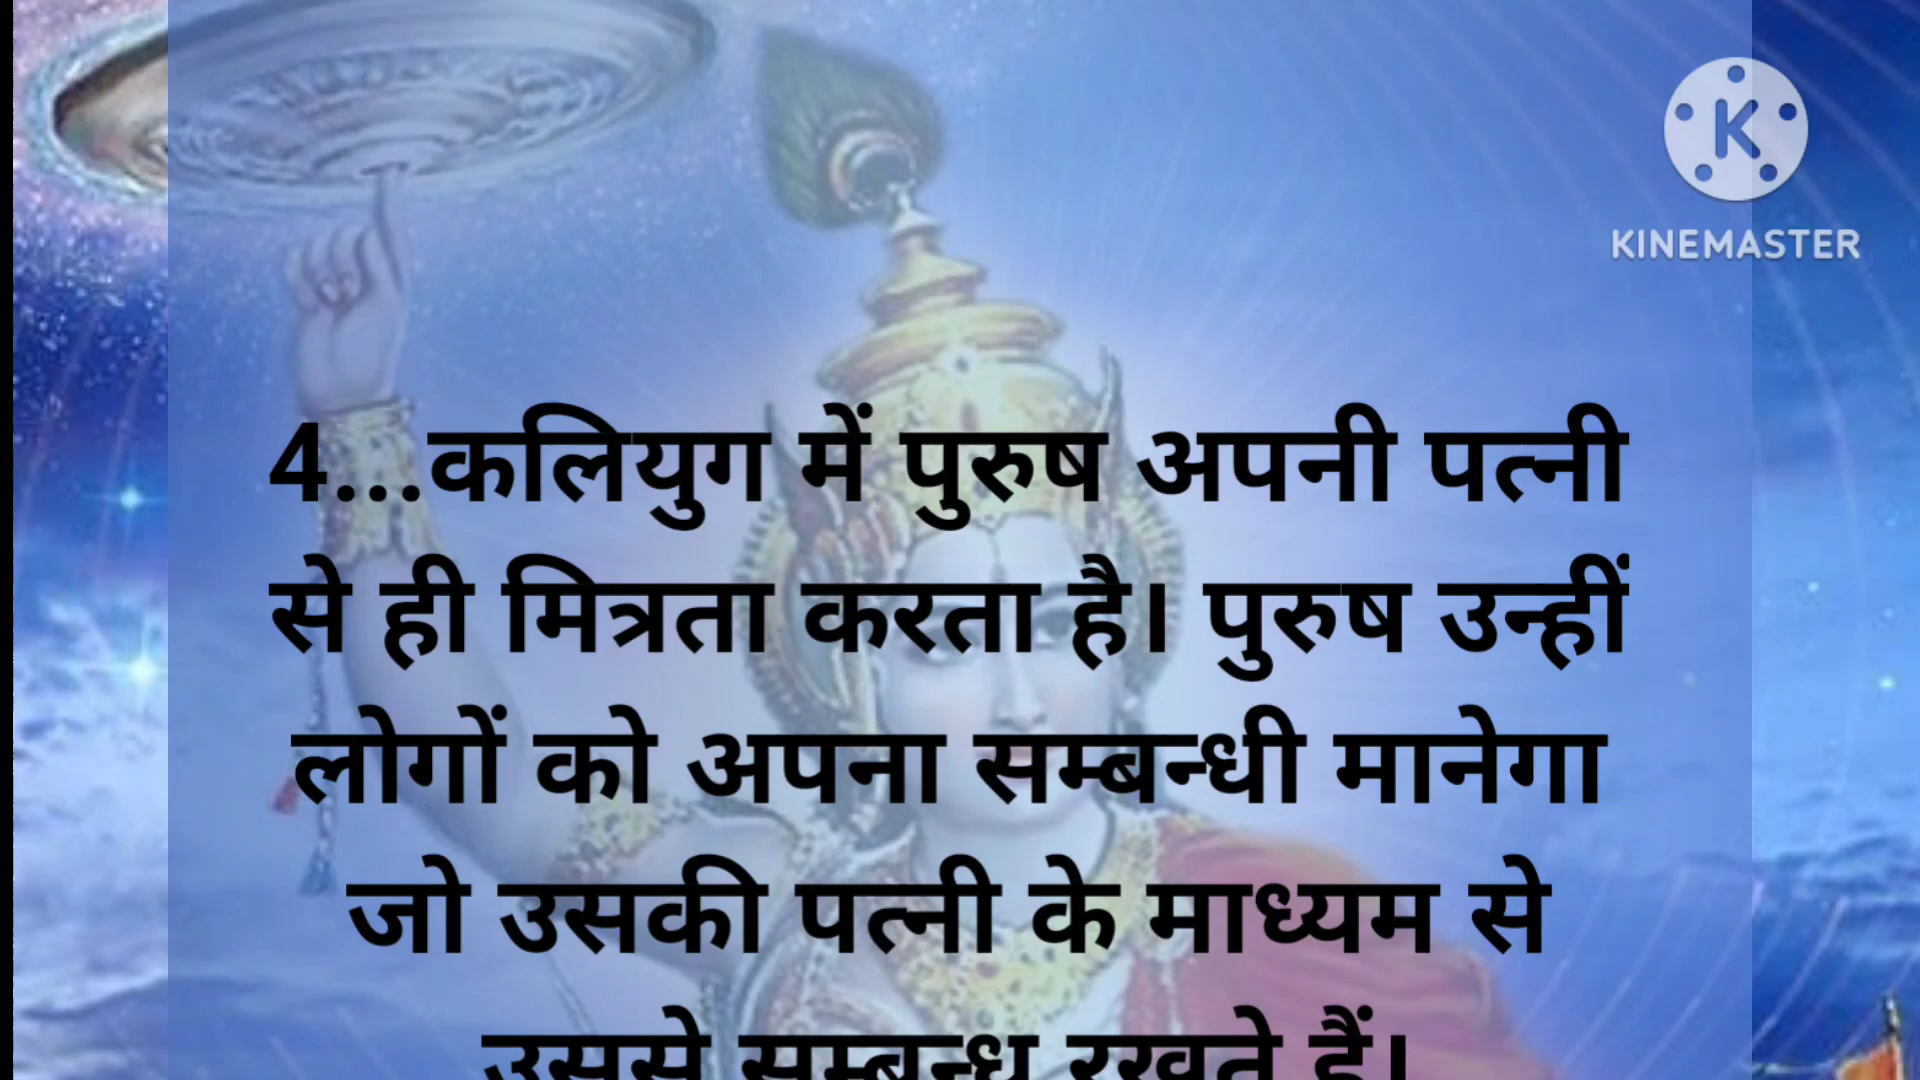 KINEMASTER
4...कलियुग में पुरुष अपनी पत्नी
से ही मित्रता करता है। पुरुष उन्हीं
लोगों को अपना सम्बन्धी मानेगा
जो उसकी पत्नी के माध्यम से
उससे सम्बन्ध रखते हैं।